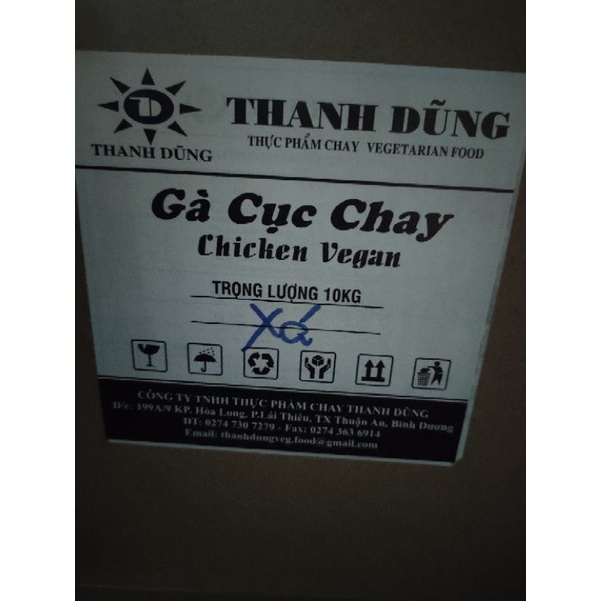 TD
THANH DŨNG
THANH DŨNG
THỰC PHẨM CHAY VEGETARIAN FOOD
Gà Cục Chay
Chicken Vegan
TRỌNG LƯỢNG 10KG
Xá
CÔNG TY TNHH THỰC PHẨM CHAY THANH DŨNG
Đ/c: 199A/9 KP. Hòa Long, P.Lái Thiêu, TX Thuận An, Bình Dương
ĐT: 0274 730 7279 - Fax: 0274 363 6914
Email: thanhdungveg.food@gmail.com